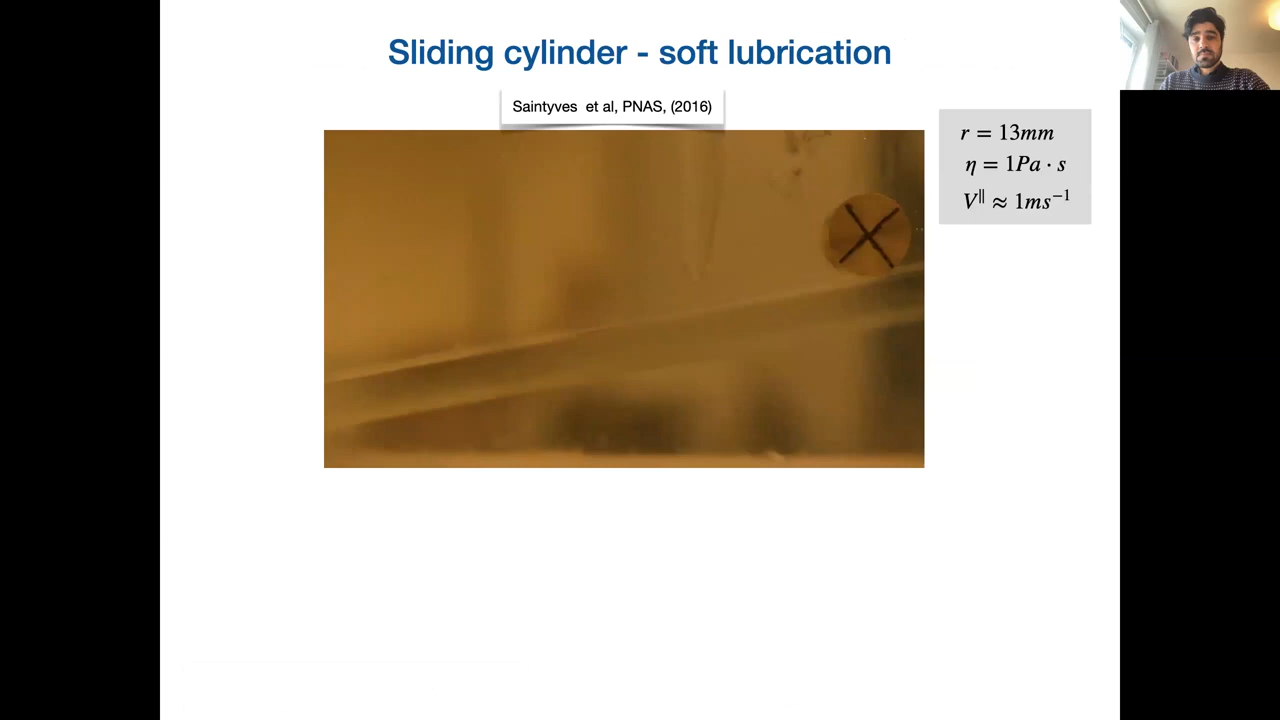 Sliding cylinder - soft lubrication
Saintyves et al, PNAS, (2016)
r = 13mm
η = 1Pa · s
V∥ ≈ 1ms⁻¹